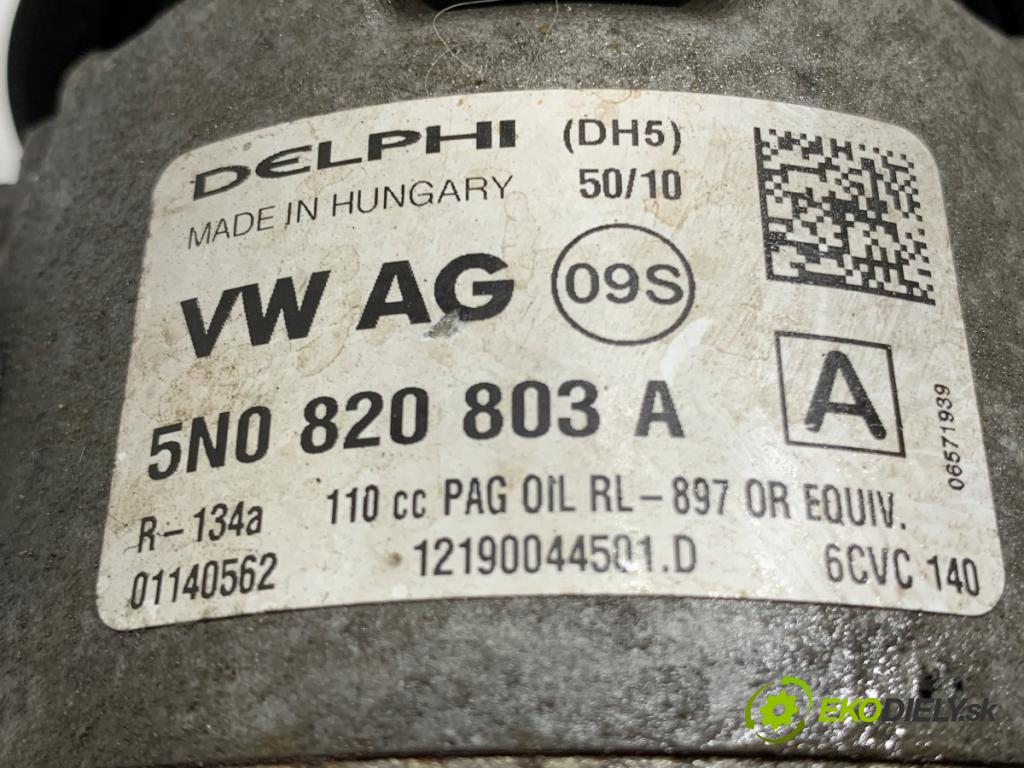 DELPHI (DH5)
MADE IN HUNGARY 50/10
VW AG 09S
A
5N0 820 803 A
06571939
R-134a 110 cc PAG OIL RL-897 OR EQUIV.
01140562 12190044501.D 6CVC 140
EKODIELY.sk